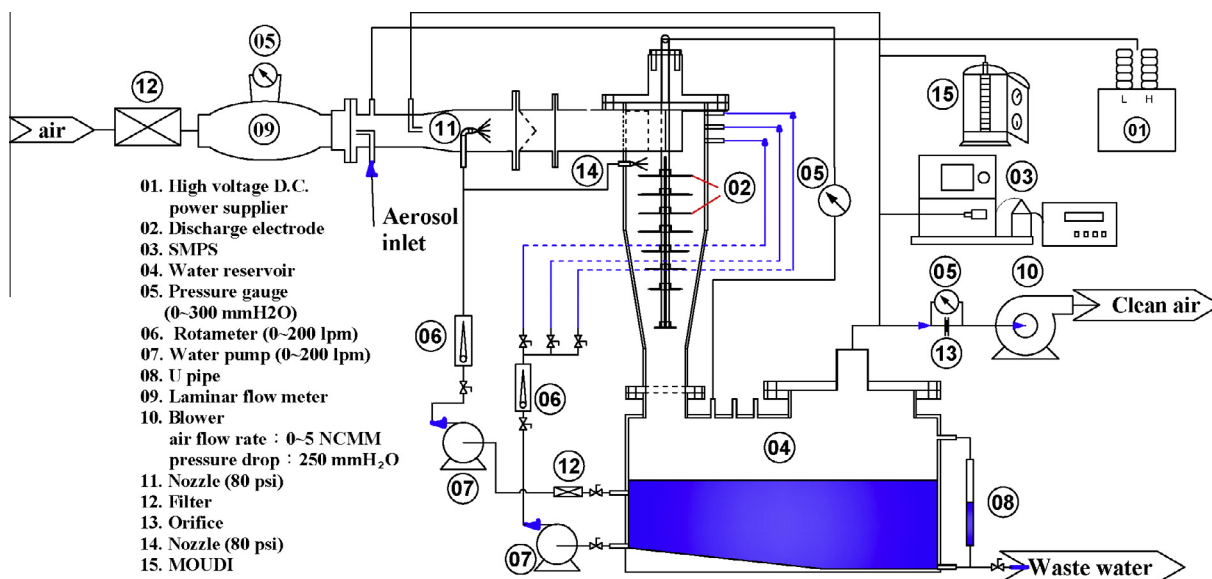 05
12
air
09
11
14
02
05
15
L H
01
03
05
10
Clean air
13
Aerosol
inlet
01. High voltage D.C.
power supplier
02. Discharge electrode
03. SMPS
04. Water reservoir
05. Pressure gauge
(0~300 mmH2O)
06. Rotameter (0~200 lpm)
07. Water pump (0~200 lpm)
08. U pipe
09. Laminar flow meter
10. Blower
air flow rate：0~5 NCMM
pressure drop：250 mmH₂O
11. Nozzle (80 psi)
12. Filter
13. Orifice
14. Nozzle (80 psi)
15. MOUDI
06
06
07
12
07
04
08
Waste water